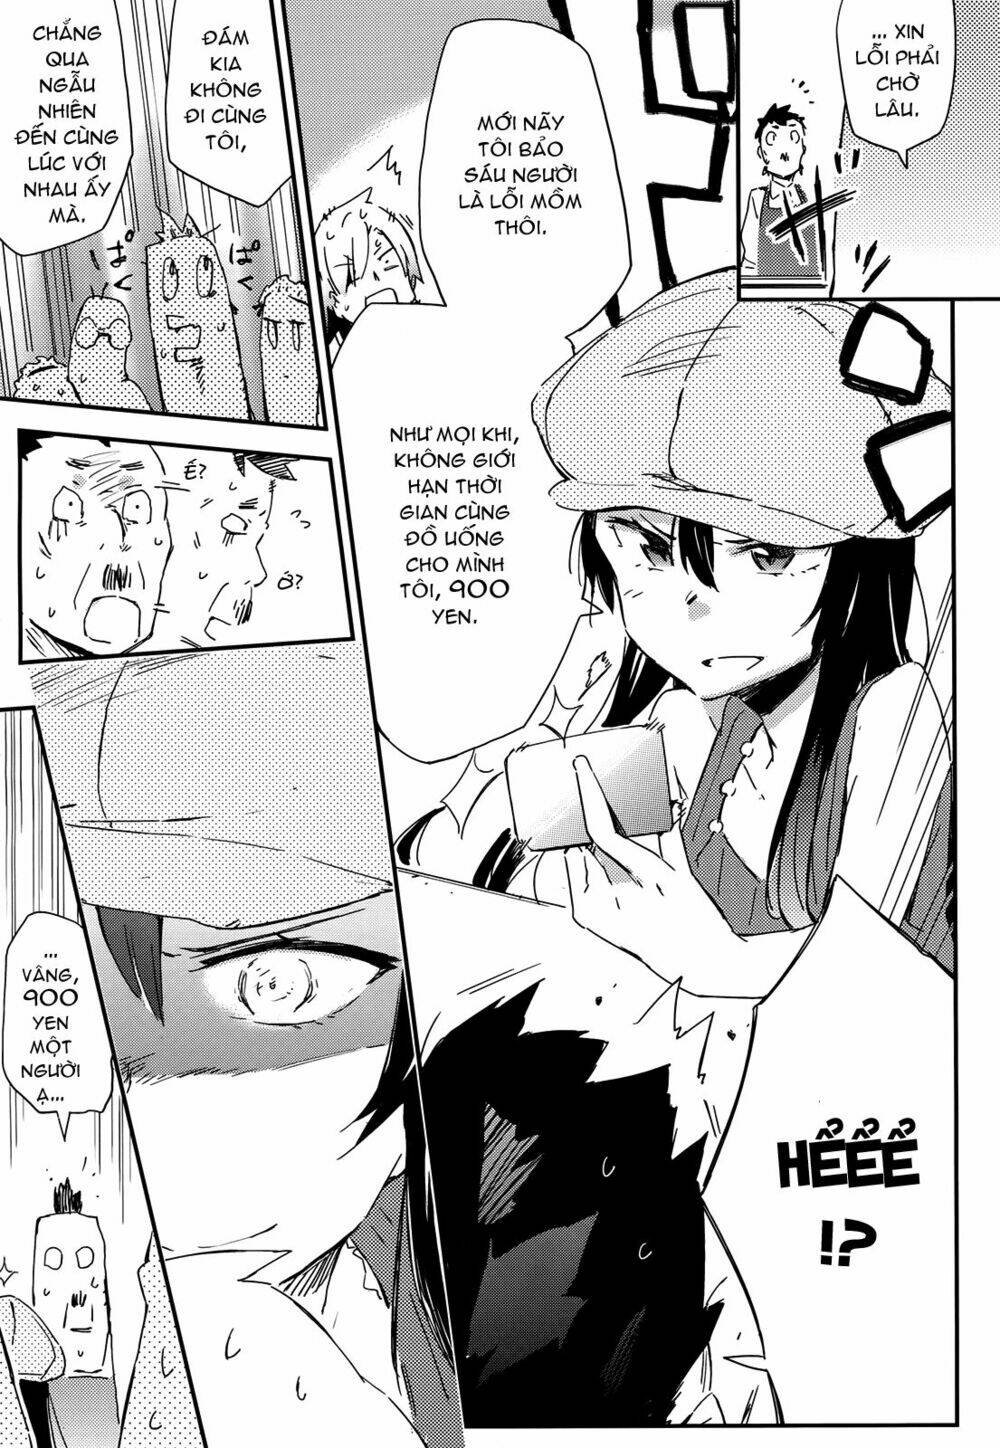 ... XIN
LỖI PHẢI
CHỜ
LÂU.
MỚI NÃY
TÔI BẢO
SÁU NGƯỜI
LÀ LỖI MỒM
THÔI.
NHƯ MỌI KHI,
KHÔNG GIỚI
HẠN THỜI
GIAN CÙNG
ĐỒ UỐNG
CHO MÌNH
TÔI, 900
YEN.
ĐÁM
KIA
KHÔNG
ĐI CÙNG
TÔI,
CHẲNG
QUA
NGẪU
NHIÊN
ĐẾN CÙNG
LÚC VỚI
NHAU ẤY
MÀ.
ぱく
ぱく
Ế?
Ớ?
HỂỂỂ
!?
...
VÂNG,
900
YEN
MỘT
NGƯỜI
Ạ...